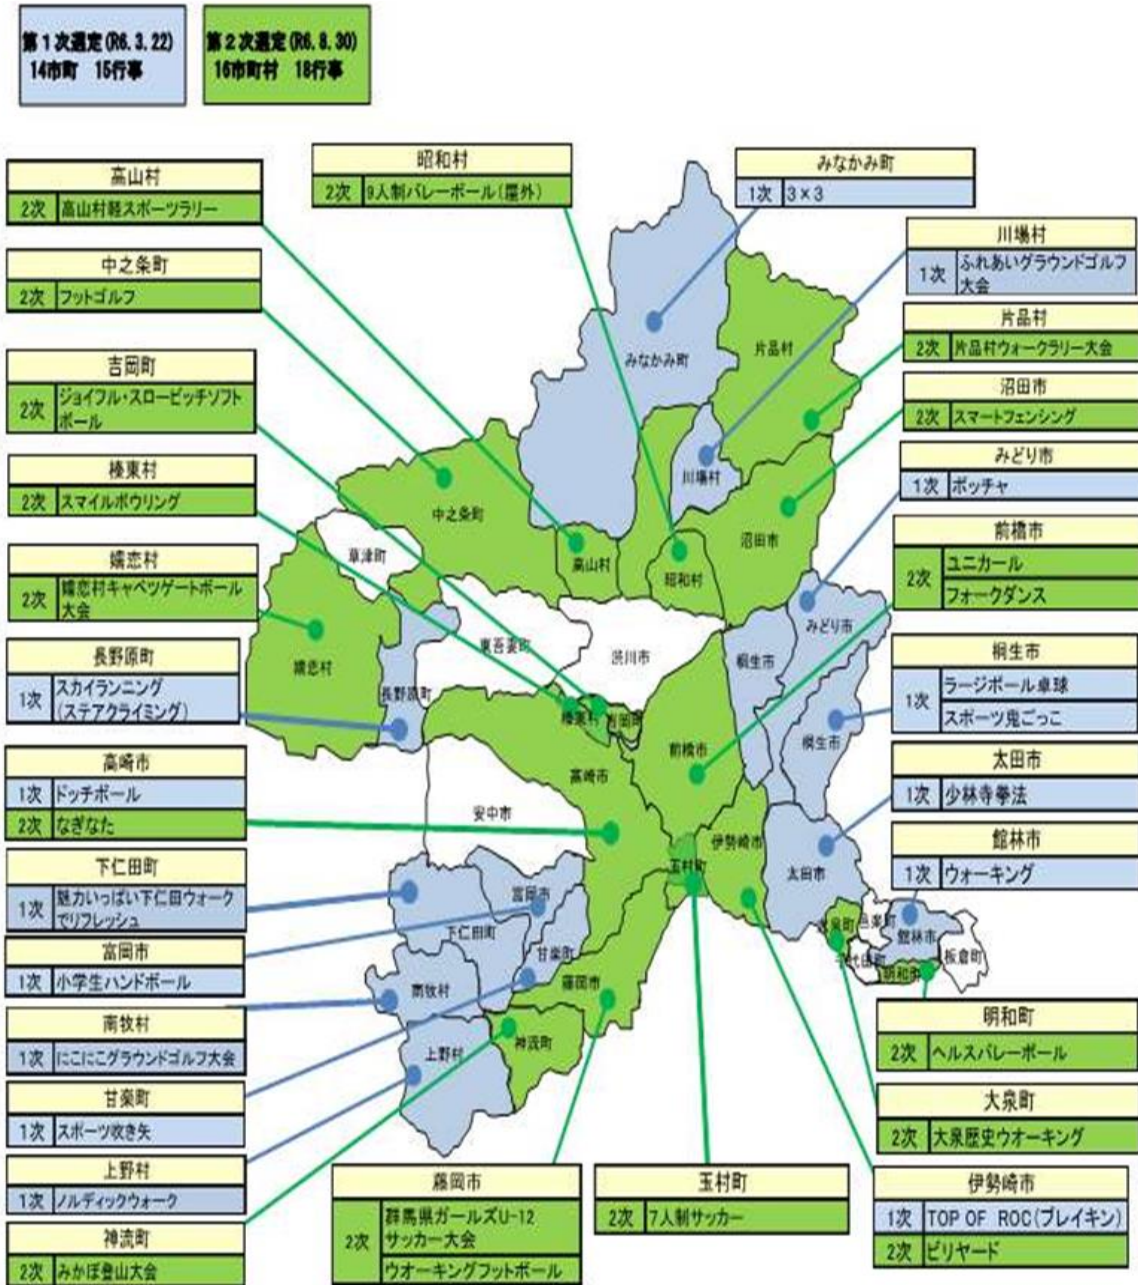 第1次選定(R6.3.22)
14市町 15行事
第2次選定(R6.8.30)
16市町村 18行事
高山村
2次 高山村軽スポーツラリー
中之条町
2次 フットゴルフ
吉岡町
2次 ジョイフル・スローピッチソフト
ボール
榛東村
2次 スマイルボウリング
嬬恋村
2次 嬬恋村キャベツゲートボール
大会
長野原町
1次 スカイランニング
(ステアクライミング)
高崎市
1次 ドッチボール
2次 なぎなた
下仁田町
1次 魅力いっぱい下仁田ウォーク
でリフレッシュ
富岡市
1次 小学生ハンドボール
南牧村
1次 にこにこグラウンドゴルフ大会
甘楽町
1次 スポーツ吹き矢
上野村
1次 ノルディックウォーク
神流町
2次 みかぼ登山大会
昭和村
2次 9人制バレーボール(屋外)
みなかみ町
1次 3×3
川場村
1次 ふれあいグラウンドゴルフ
大会
片品村
2次 片品村ウォークラリー大会
沼田市
2次 スマートフェンシング
みどり市
1次 ボッチャ
前橋市
2次 ユニカール
フォークダンス
桐生市
1次 ラージボール卓球
スポーツ鬼ごっこ
太田市
1次 少林寺拳法
館林市
1次 ウォーキング
明和町
2次 ヘルスバレーボール
大泉町
2次 大泉歴史ウオーキング
伊勢崎市
1次 TOP OF ROC(ブレイキン)
2次 ビリヤード
玉村町
2次 7人制サッカー
藤岡市
2次 群馬県ガールズU-12
サッカー大会
ウオーキングフットボール
みなかみ町
片品村
川場村
中之条町
沼田市
草津町
高山村
昭和村
みどり市
東吾妻町
渋川市
桐生市
嬬恋村
長野原町
榛東村
吉岡町
桐生市
前橋市
高崎市
安中市
伊勢崎市
玉村町
太田市
富岡市
大泉町
邑楽町
館林市
下仁田町
甘楽町
千代田町
板倉町
明和町
南牧村
藤岡市
神流町
上野村